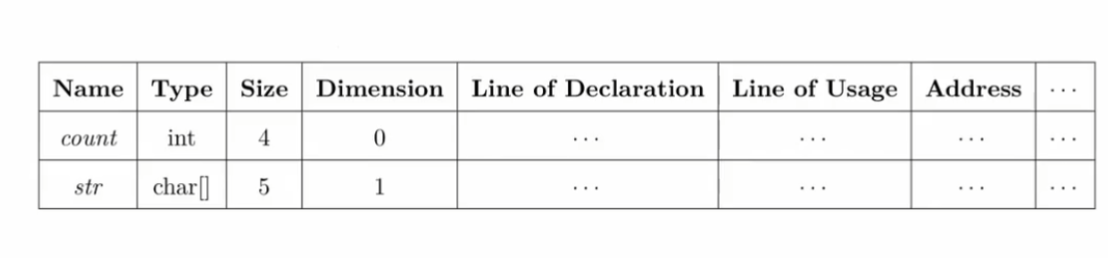 Name Type Size Dimension Line of Declaration Line of Usage Address ...
count int 4 0 ... ... ... ...
str char[] 5 1 ... ... ... ...